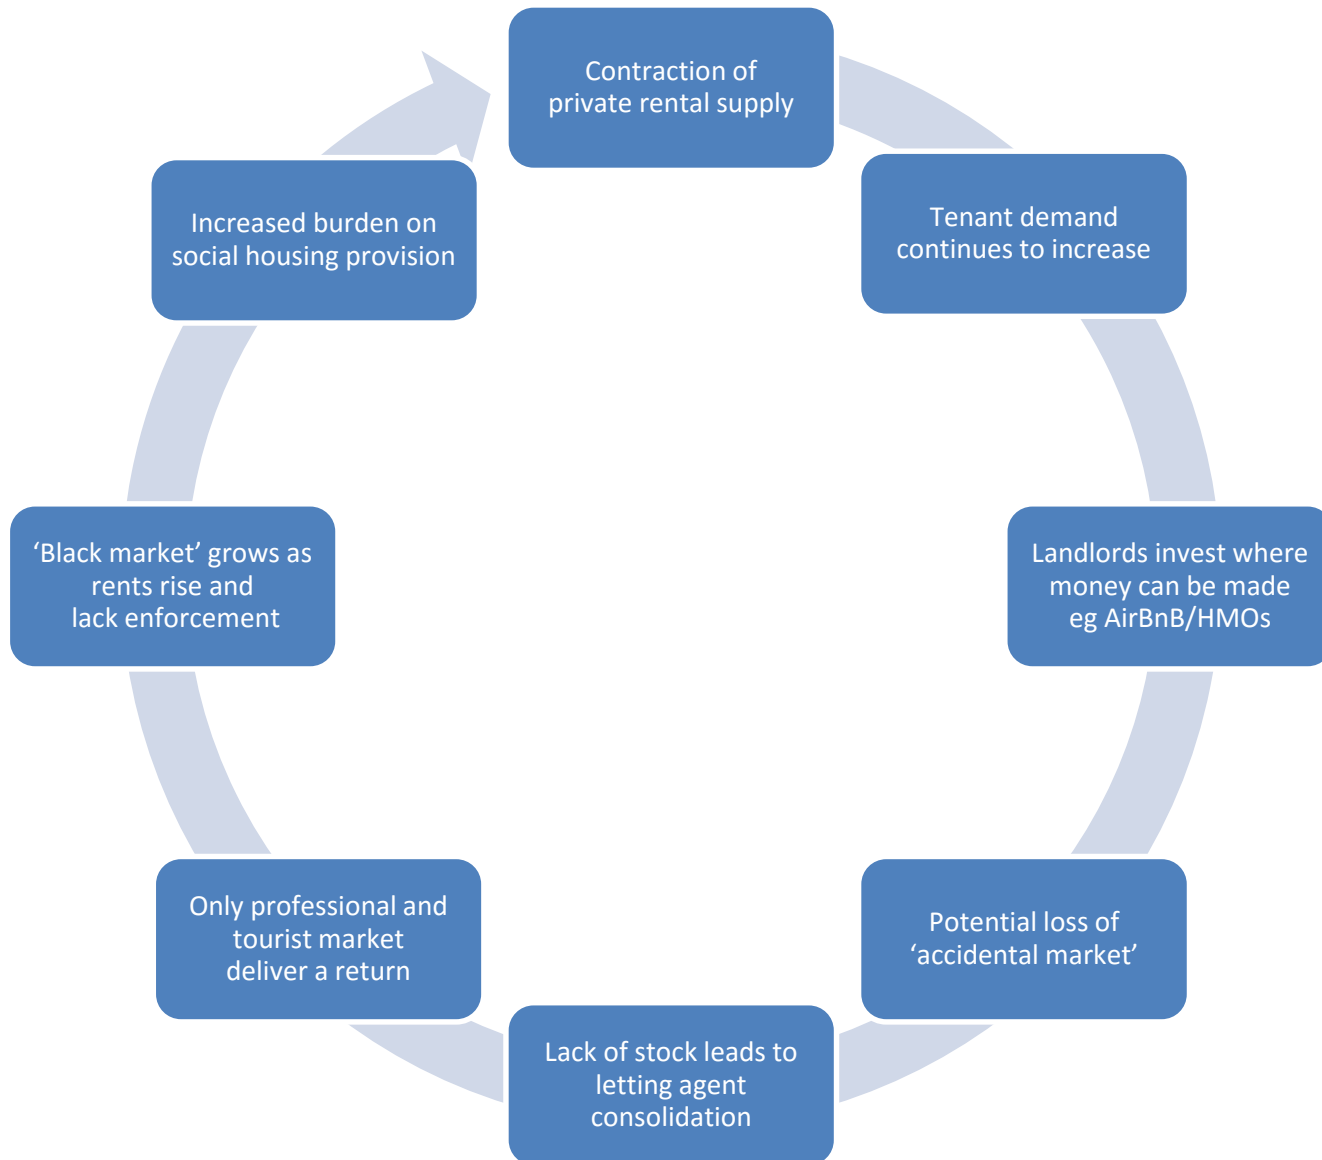 Contraction of
private rental supply
Tenant demand
continues to increase
Landlords invest where
money can be made
eg AirBnB/HMOs
Potential loss of
‘accidental market’
Lack of stock leads to
letting agent
consolidation
Only professional and
tourist market
deliver a return
‘Black market’ grows as
rents rise and
lack enforcement
Increased burden on
social housing provision